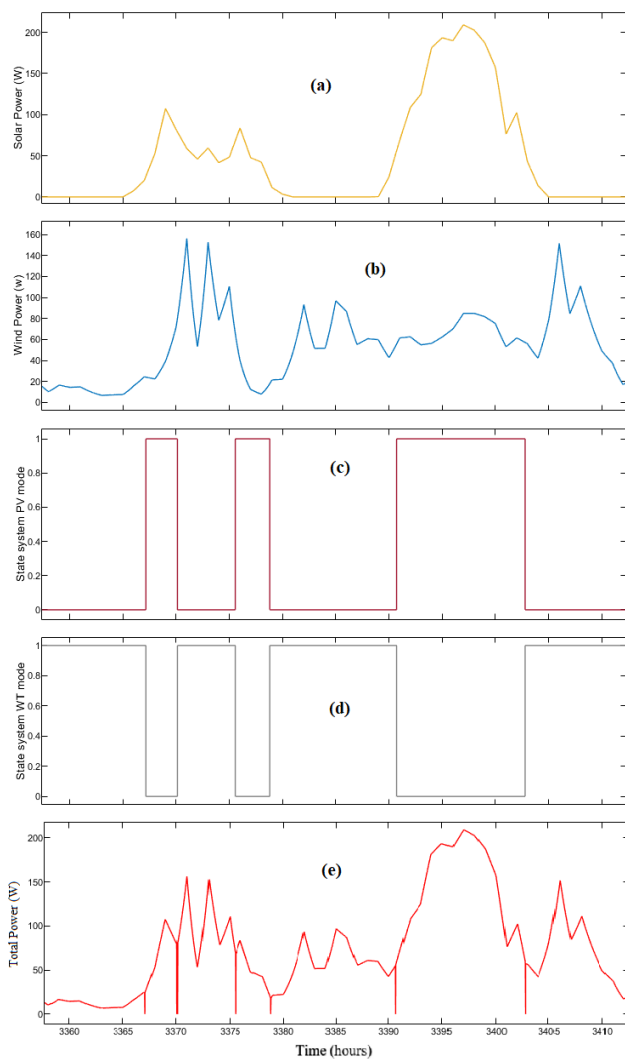 200
150
100
50
0
Solar Power (W)
(a)
160
140
120
100
80
60
40
20
0
Wind Power (w)
(b)
1
0.8
0.6
0.4
0.2
0
State system PV mode
(c)
1
0.8
0.6
0.4
0.2
0
State system WT mode
(d)
200
150
100
50
0
Total Power (W)
(e)
3360 3365 3370 3375 3380 3385 3390 3395 3400 3405 3410
Time (hours)